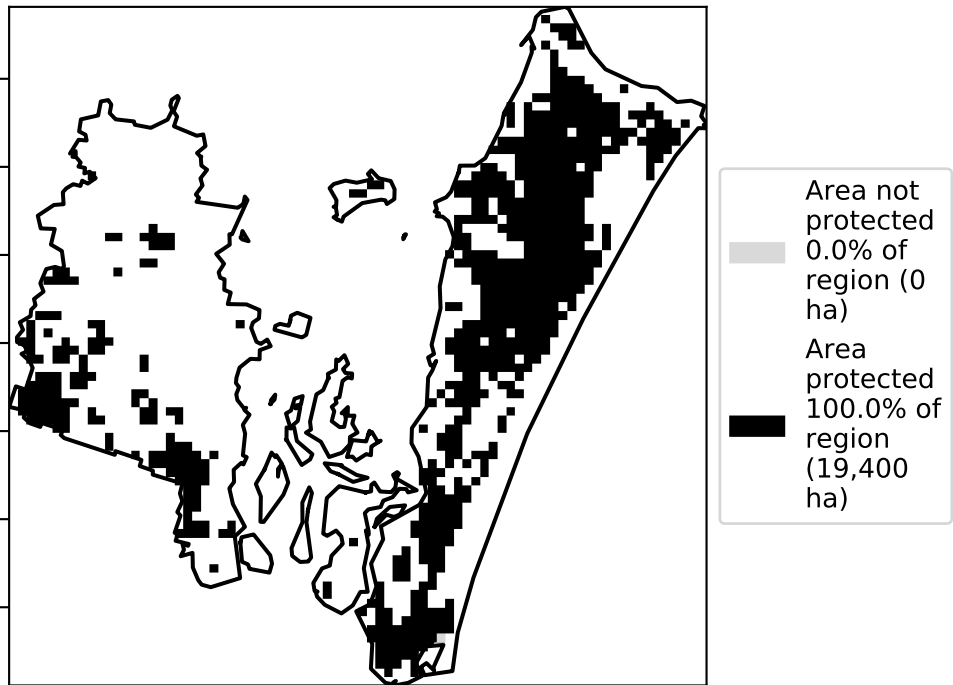 Area not
protected
0.0% of
region (0
ha)
Area
protected
100.0% of
region
(19,400
ha)